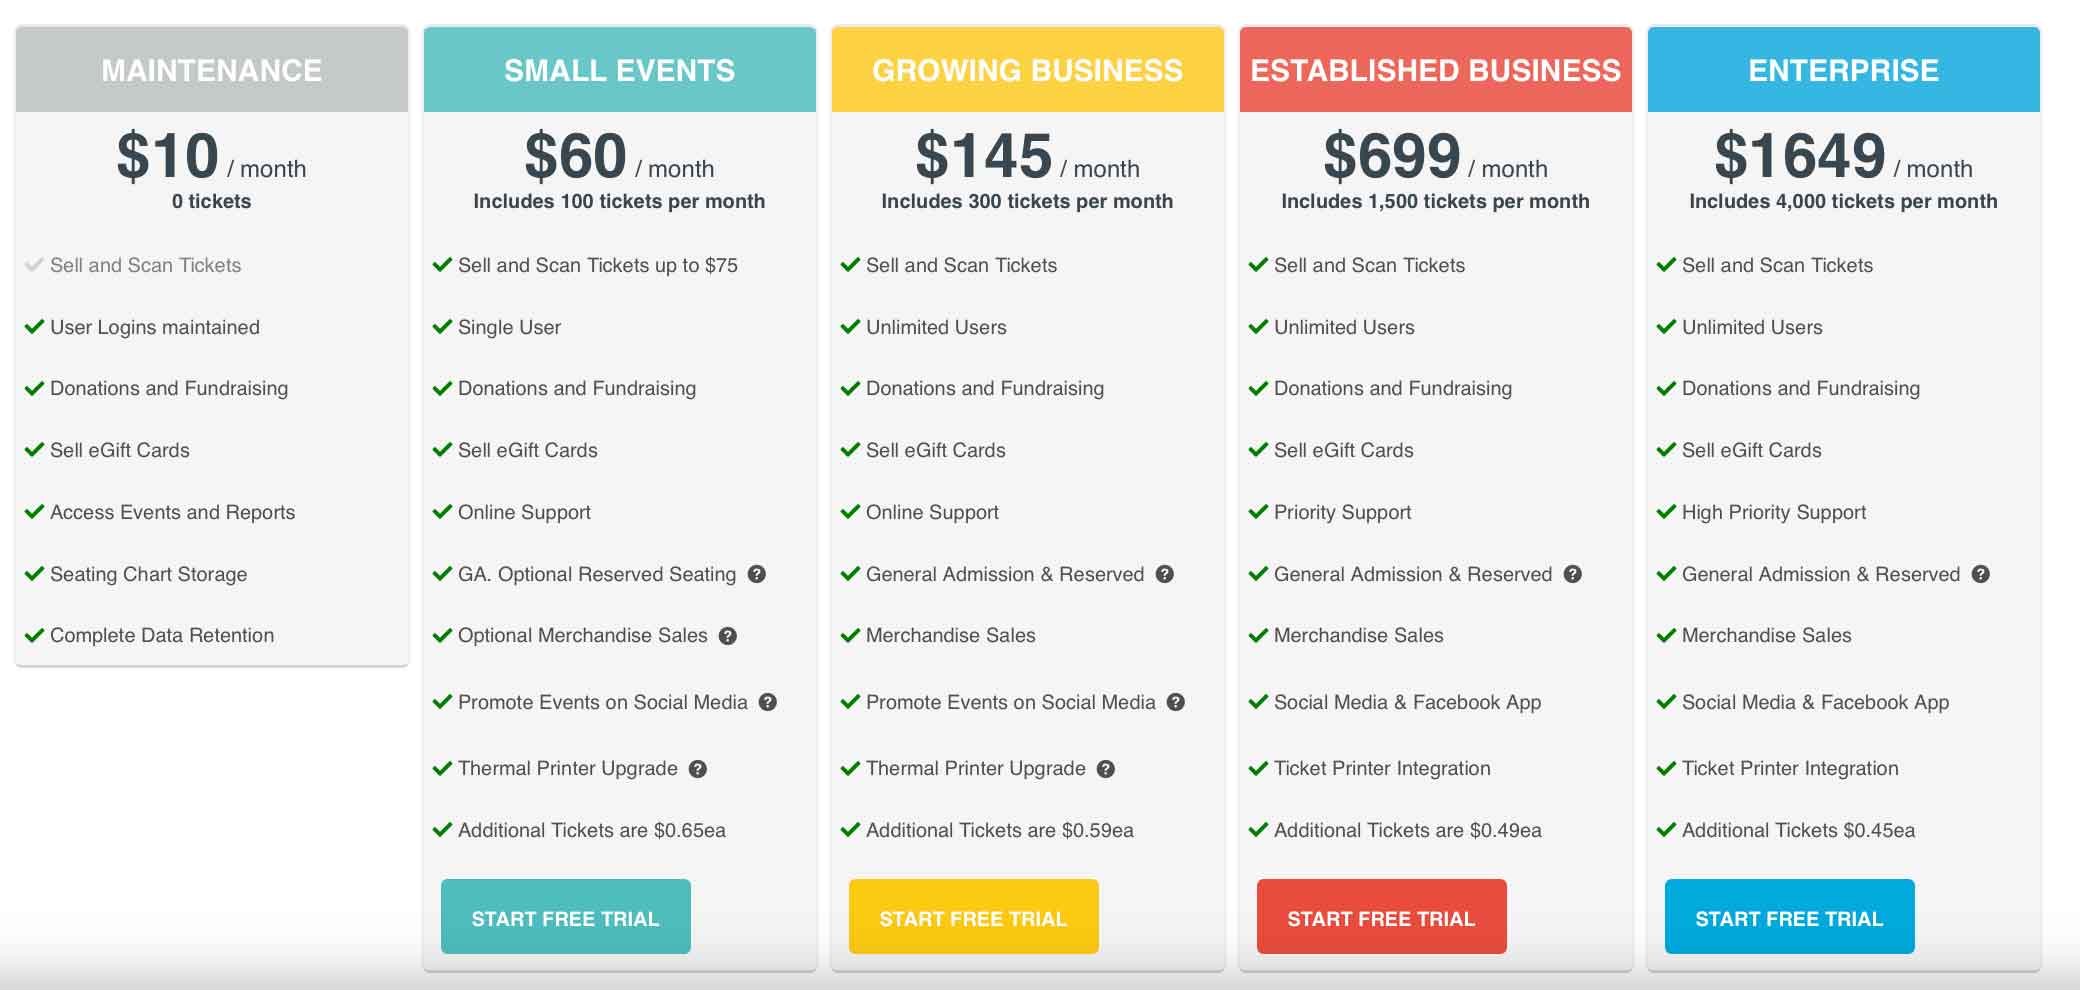 MAINTENANCE
$10 / month
0 tickets
Sell and Scan Tickets
User Logins maintained
Donations and Fundraising
Sell eGift Cards
Access Events and Reports
Seating Chart Storage
Complete Data Retention
SMALL EVENTS
$60 / month
Includes 100 tickets per month
Sell and Scan Tickets up to $75
Single User
Donations and Fundraising
Sell eGift Cards
Online Support
GA. Optional Reserved Seating ?
Optional Merchandise Sales ?
Promote Events on Social Media ?
Thermal Printer Upgrade ?
Additional Tickets are $0.65ea
START FREE TRIAL
GROWING BUSINESS
$145 / month
Includes 300 tickets per month
Sell and Scan Tickets
Unlimited Users
Donations and Fundraising
Sell eGift Cards
Online Support
General Admission & Reserved ?
Merchandise Sales
Promote Events on Social Media ?
Thermal Printer Upgrade ?
Additional Tickets are $0.59ea
START FREE TRIAL
ESTABLISHED BUSINESS
$699 / month
Includes 1,500 tickets per month
Sell and Scan Tickets
Unlimited Users
Donations and Fundraising
Sell eGift Cards
Priority Support
General Admission & Reserved ?
Merchandise Sales
Social Media & Facebook App
Ticket Printer Integration
Additional Tickets are $0.49ea
START FREE TRIAL
ENTERPRISE
$1649 / month
Includes 4,000 tickets per month
Sell and Scan Tickets
Unlimited Users
Donations and Fundraising
Sell eGift Cards
High Priority Support
General Admission & Reserved ?
Merchandise Sales
Social Media & Facebook App
Ticket Printer Integration
Additional Tickets $0.45ea
START FREE TRIAL